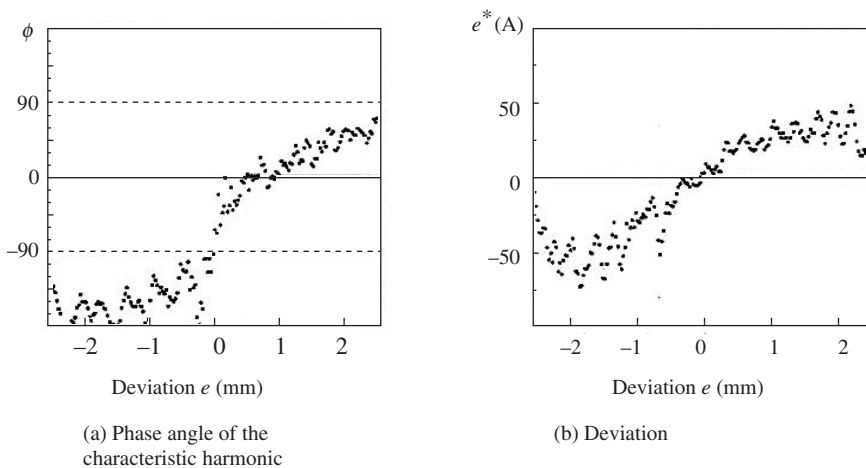 ϕ
90
0
−90
−2 −1 0 1 2
Deviation e (mm)
(a) Phase angle of the
characteristic harmonic
e* (A)
50
0
−50
−2 −1 0 1 2
Deviation e (mm)
(b) Deviation